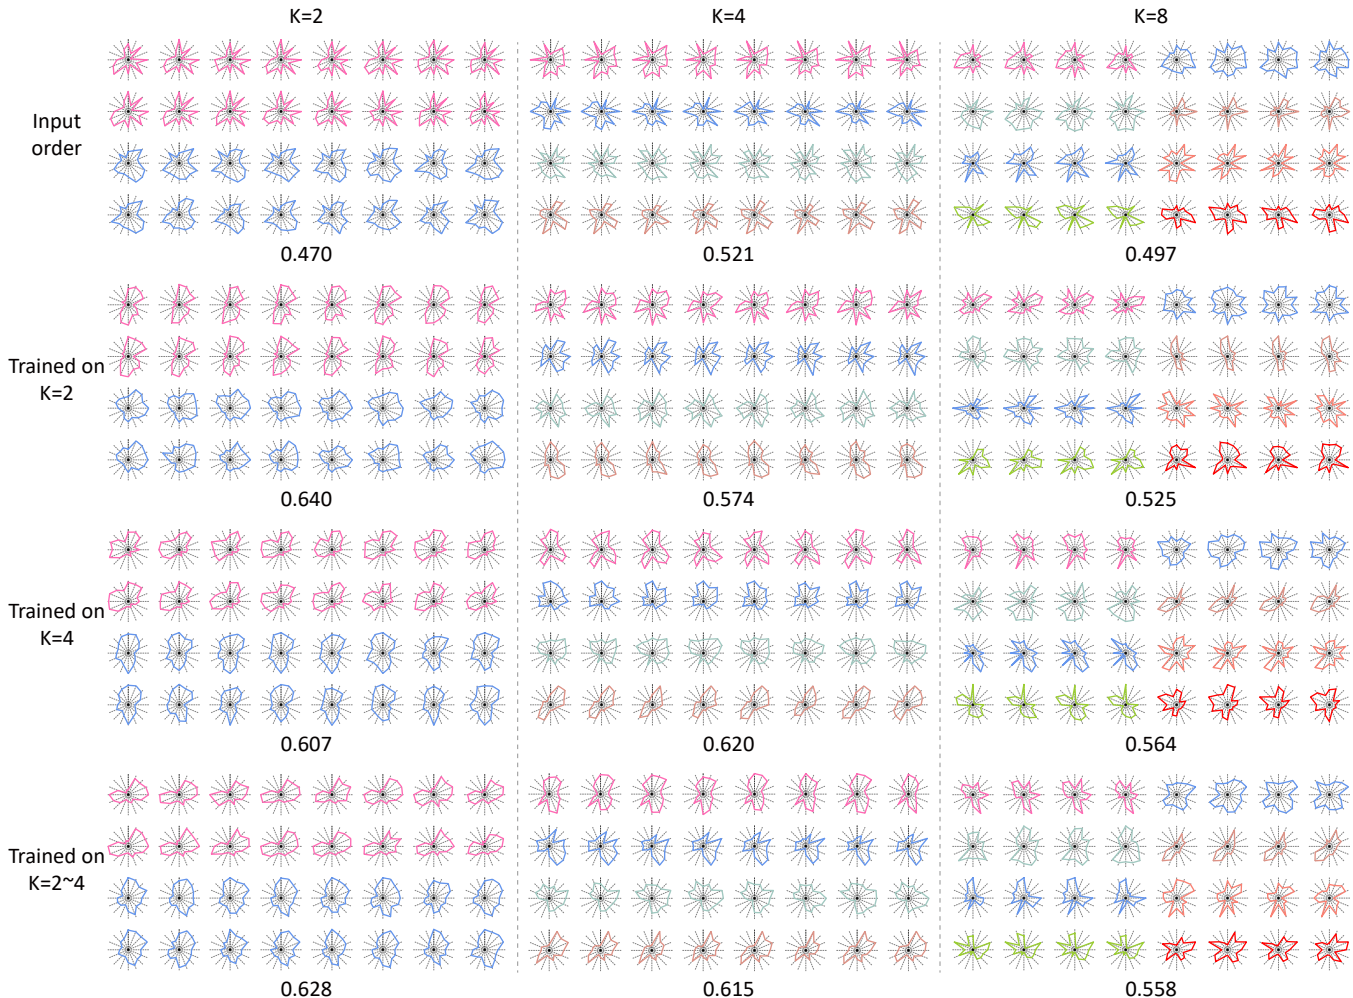 K=2 K=4 K=8
Input
order
0.470 0.521 0.497
Trained on
K=2
0.640 0.574 0.525
Trained on
K=4
0.607 0.620 0.564
Trained on
K=2~4
0.628 0.615 0.558